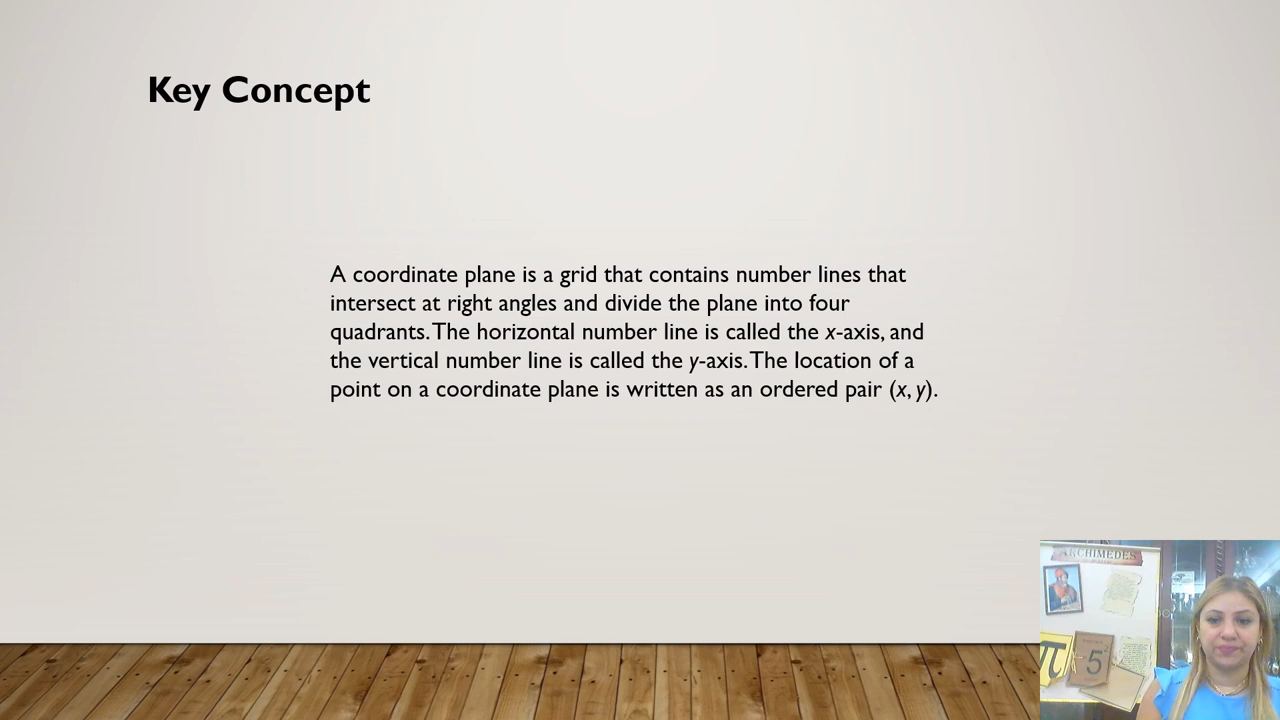 Key Concept
A coordinate plane is a grid that contains number lines that
intersect at right angles and divide the plane into four
quadrants. The horizontal number line is called the x-axis, and
the vertical number line is called the y-axis. The location of a
point on a coordinate plane is written as an ordered pair (x, y).
ARCHIMEDES
π
5